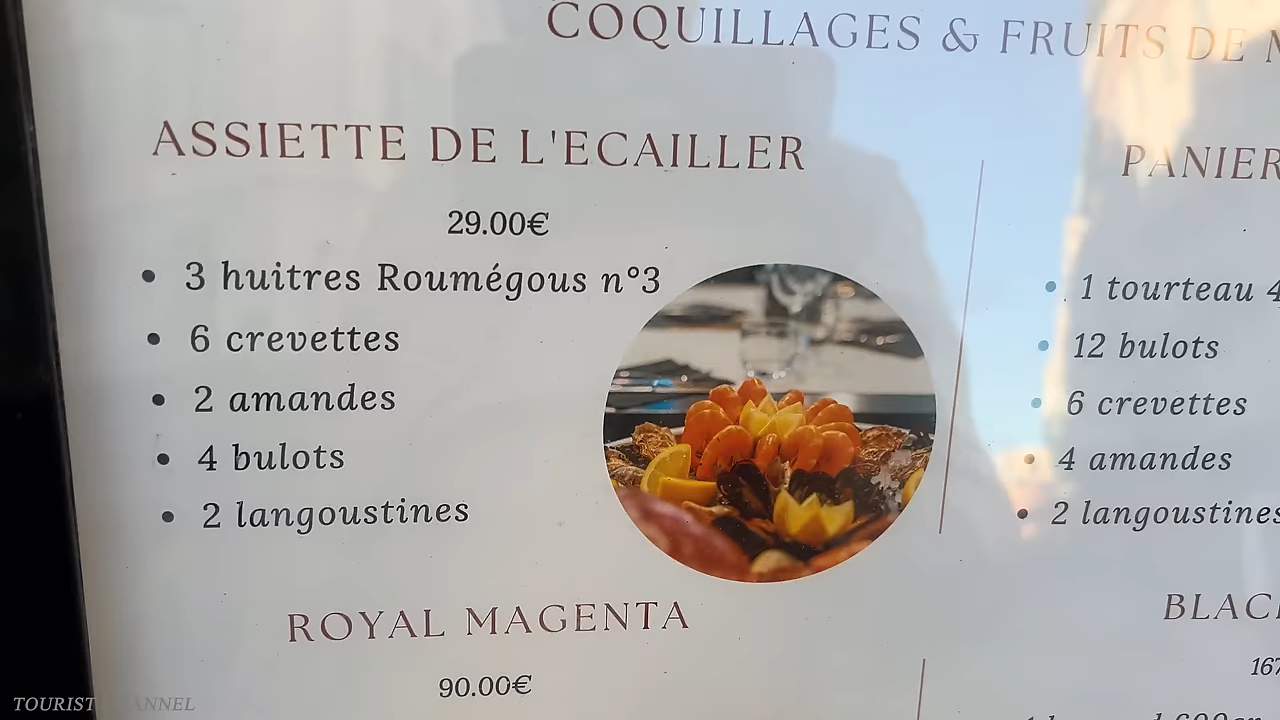 COQUILLAGES & FRUITS DE
ASSIETTE DE L'ECAILLER
29.00€
• 3 huitres Roumégous n°3
• 6 crevettes
• 2 amandes
• 4 bulots
• 2 langoustines
PANIER
• 1 tourteau 4
• 12 bulots
• 6 crevettes
• 4 amandes
• 2 langoustines
ROYAL MAGENTA
90.00€
BLAC
167
TOURIST CHANNEL